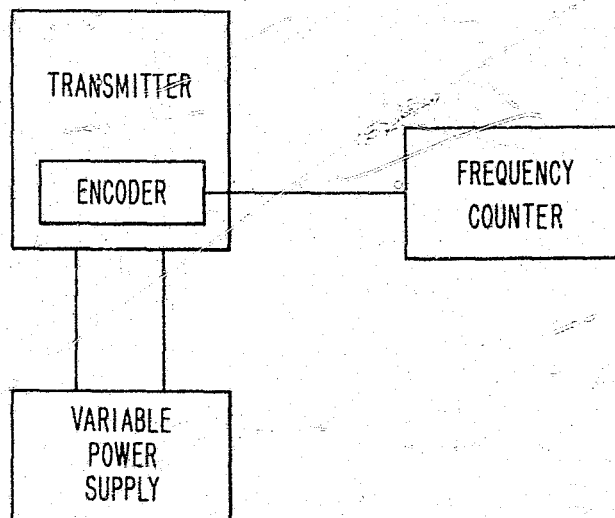 TRANSMITTER
ENCODER
FREQUENCY
COUNTER
VARIABLE
POWER
SUPPLY